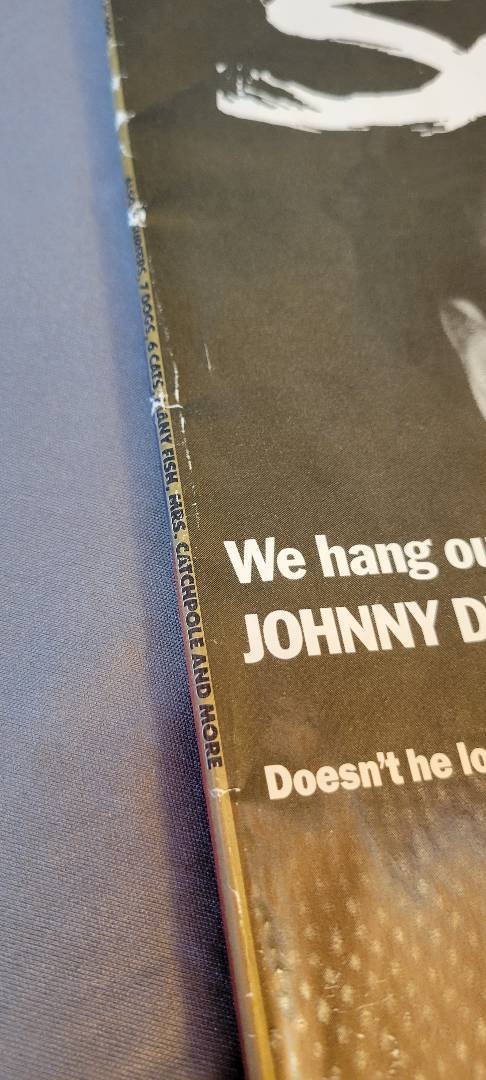 S
7 DOGS, 6 CATS, MANY FISH, MRS. CATCHPOLE AND MORE
We hang ou
JOHNNY D
Doesn't he lo